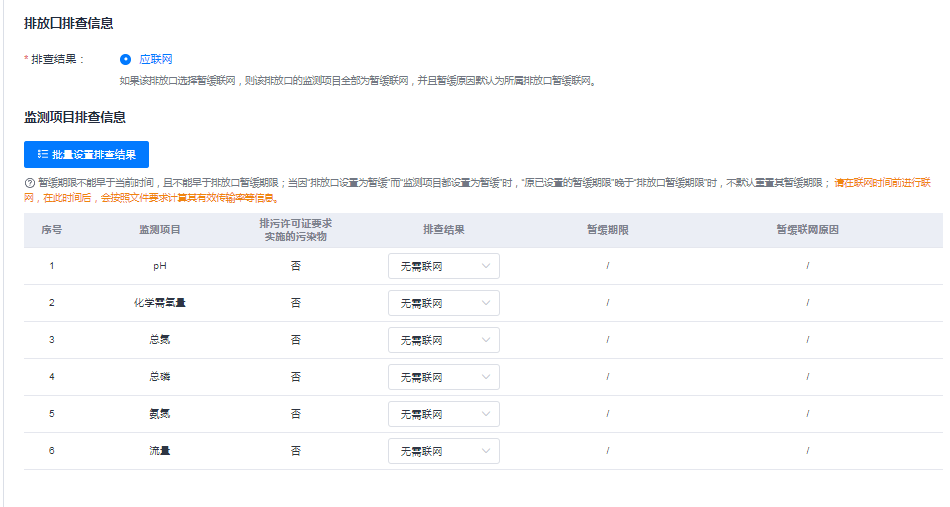 排放口排查信息
* 排查结果： 应联网
如果该排放口选择暂缓联网，则该排放口的监测项目全部为暂缓联网，并且暂缓原因默认为所属排放口暂缓联网。
监测项目排查信息
批量设置排查结果
暂缓期限不能早于当前时间，且不能早于排放口暂缓期限；当因“排放口设置为暂缓”而“监测项目都设置为暂缓”时，“原已设置的暂缓期限”晚于“排放口暂缓期限”时，不默认重置其暂缓期限； 请在联网时间前进行联
网，在此时间后，会按照文件要求计算其有效传输率等信息。
序号 监测项目 排污许可证要求 排查结果 暂缓期限 暂缓联网原因
实施的污染物
1 pH 否 无需联网 / /
2 化学需氧量 否 无需联网 / /
3 总氮 否 无需联网 / /
4 总磷 否 无需联网 / /
5 氨氮 否 无需联网 / /
6 流量 否 无需联网 / /